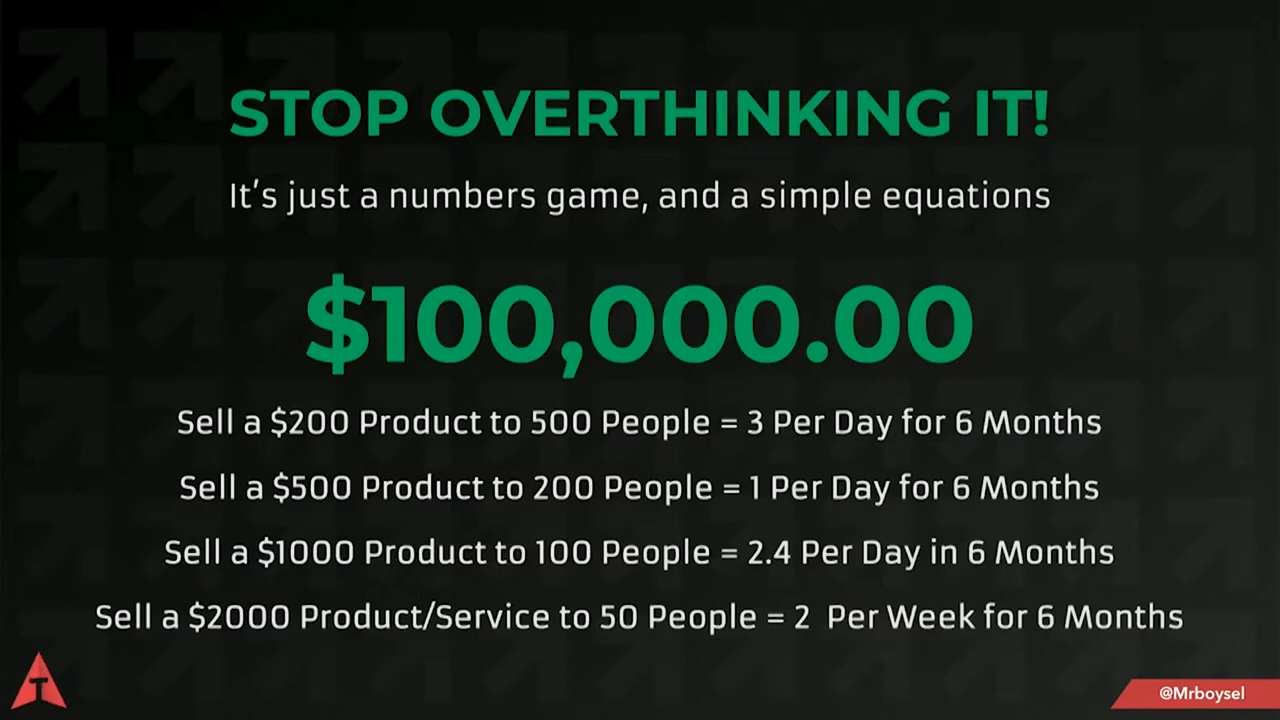 STOP OVERTHINKING IT!
It's just a numbers game, and a simple equations
$100,000.00
Sell a $200 Product to 500 People = 3 Per Day for 6 Months
Sell a $500 Product to 200 People = 1 Per Day for 6 Months
Sell a $1000 Product to 100 People = 2.4 Per Day in 6 Months
Sell a $2000 Product/Service to 50 People = 2  Per Week for 6 Months
T
@Mrboysel